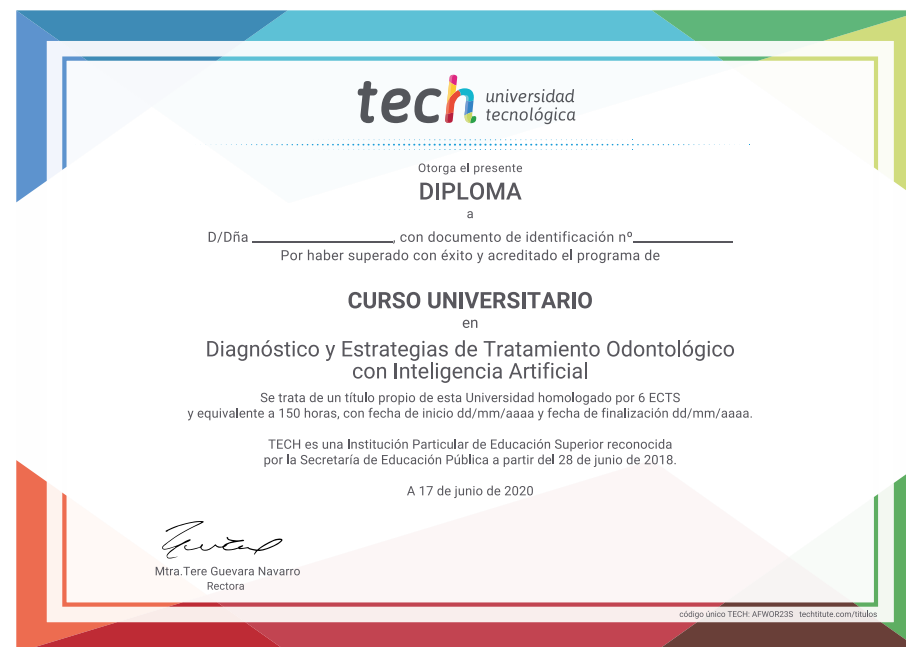 tech universidad
tecnológica
Otorga el presente
DIPLOMA
a
D/Dña ____________________, con documento de identificación nº______________
Por haber superado con éxito y acreditado el programa de
CURSO UNIVERSITARIO
en
Diagnóstico y Estrategias de Tratamiento Odontológico
con Inteligencia Artificial
Se trata de un título propio de esta Universidad homologado por 6 ECTS
y equivalente a 150 horas, con fecha de inicio dd/mm/aaaa y fecha de finalización dd/mm/aaaa.
TECH es una Institución Particular de Educación Superior reconocida
por la Secretaría de Educación Pública a partir del 28 de junio de 2018.
A 17 de junio de 2020
Mtra.Tere Guevara Navarro
Rectora
código único TECH: AFWOR23S techtitute.com/titulos